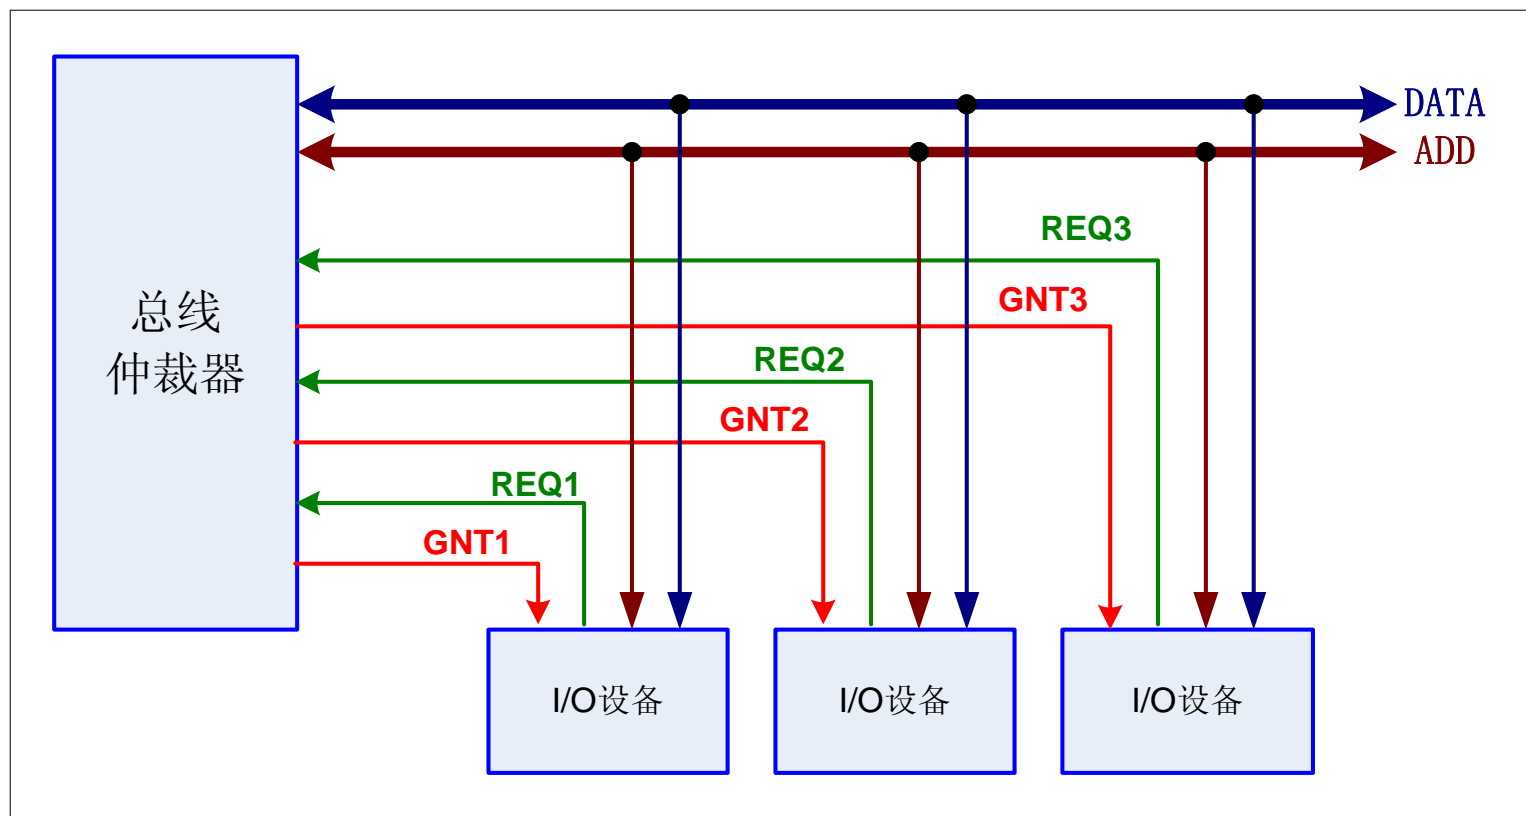 DATA
ADD
REQ3
GNT3
总线
仲裁器
REQ2
GNT2
REQ1
GNT1
I/O设备
I/O设备
I/O设备